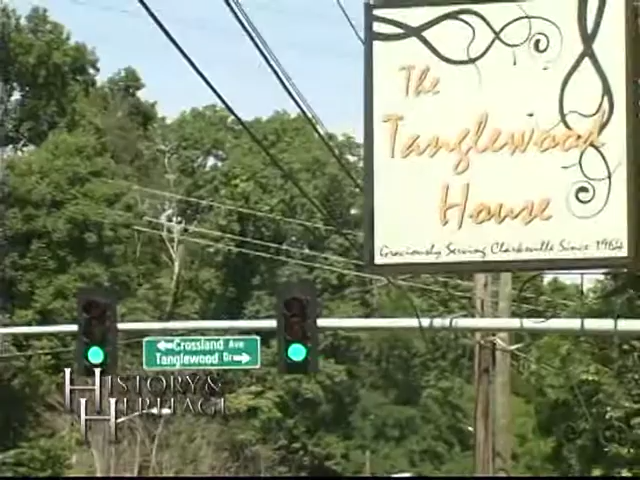 The
Tanglewood
House
Graciously Serving Clarksville Since 1964
Crossland Ave
Tanglewood Dr
HISTORY &
HERITAGE